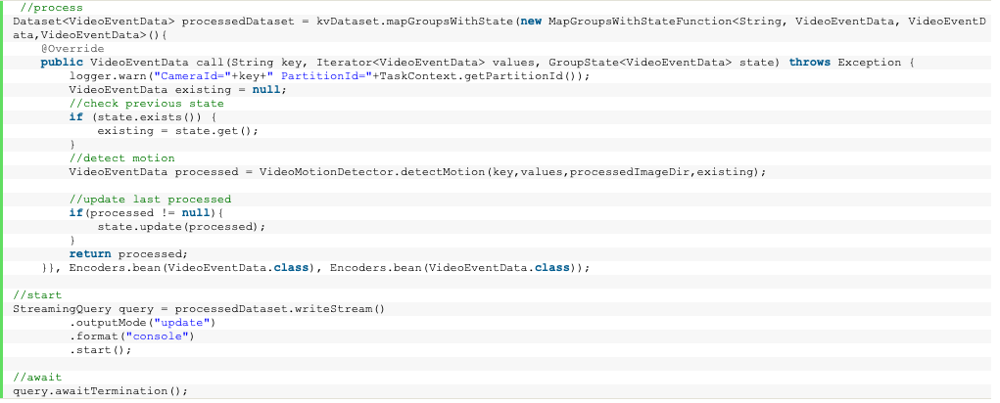 //process
Dataset<VideoEventData> processedDataset = kvDataset.mapGroupsWithState(new MapGroupsWithStateFunction<String, VideoEventData, VideoEventD
ata,VideoEventData>(){
    @Override
    public VideoEventData call(String key, Iterator<VideoEventData> values, GroupState<VideoEventData> state) throws Exception {
        logger.warn("CameraId="+key+" PartitionId="+TaskContext.getPartitionId());
        VideoEventData existing = null;
        //check previous state
        if (state.exists()) {
            existing = state.get();
        }
        //detect motion
        VideoEventData processed = VideoMotionDetector.detectMotion(key,values,processedImageDir,existing);

        //update last processed
        if(processed != null){
            state.update(processed);
        }
        return processed;
    }}, Encoders.bean(VideoEventData.class), Encoders.bean(VideoEventData.class));

//start
StreamingQuery query = processedDataset.writeStream()
        .outputMode("update")
        .format("console")
        .start();

//await
query.awaitTermination();